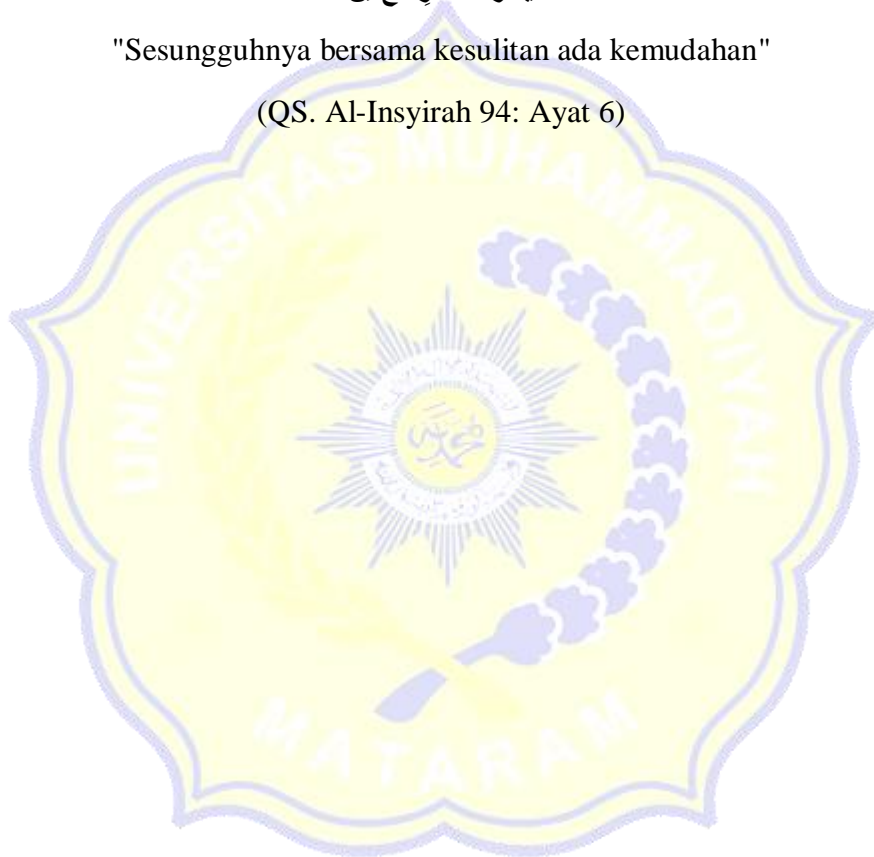 "Sesungguhnya bersama kesulitan ada kemudahan"
(QS. Al-Insyirah 94: Ayat 6)
UNIVERSITAS MUHAMMADIYAH
MATARAM